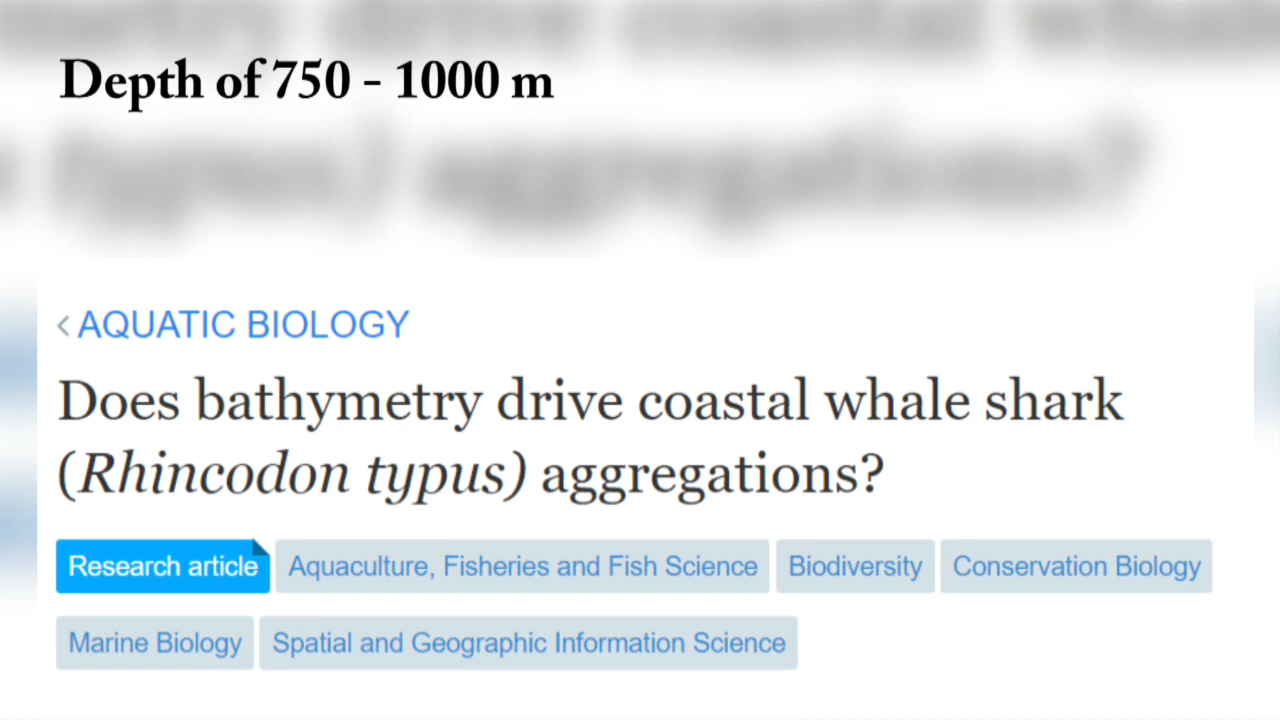 Depth of 750 - 1000 m
< AQUATIC BIOLOGY
Does bathymetry drive coastal whale shark
(Rhincodon typus) aggregations?
Research article Aquaculture, Fisheries and Fish Science Biodiversity Conservation Biology
Marine Biology Spatial and Geographic Information Science